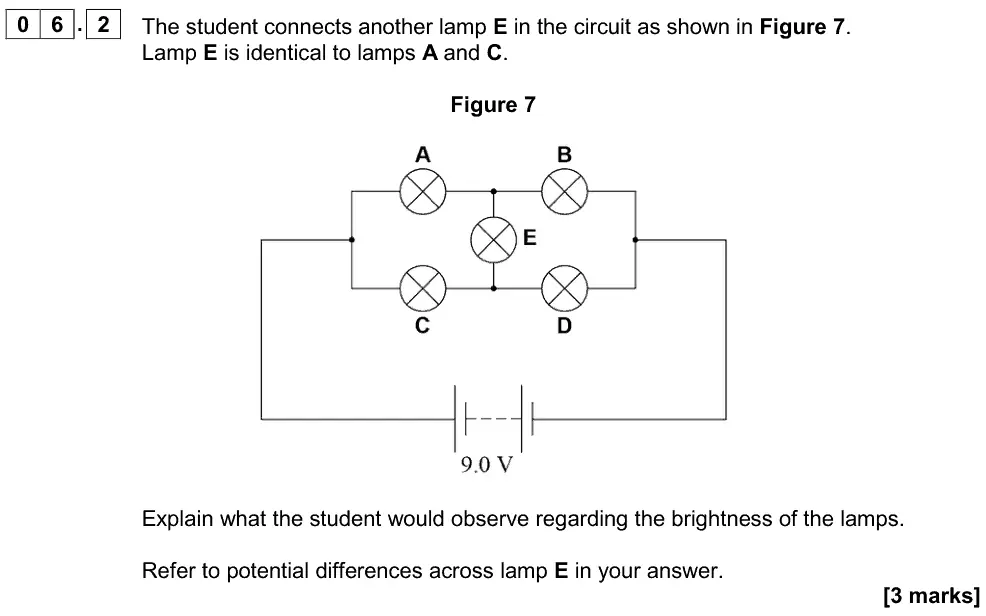 06.2 The student connects another lamp E in the circuit as shown in Figure 7.
Lamp E is identical to lamps A and C.
Figure 7
A B
E
C D
9.0 V
Explain what the student would observe regarding the brightness of the lamps.
Refer to potential differences across lamp E in your answer.
[3 marks]